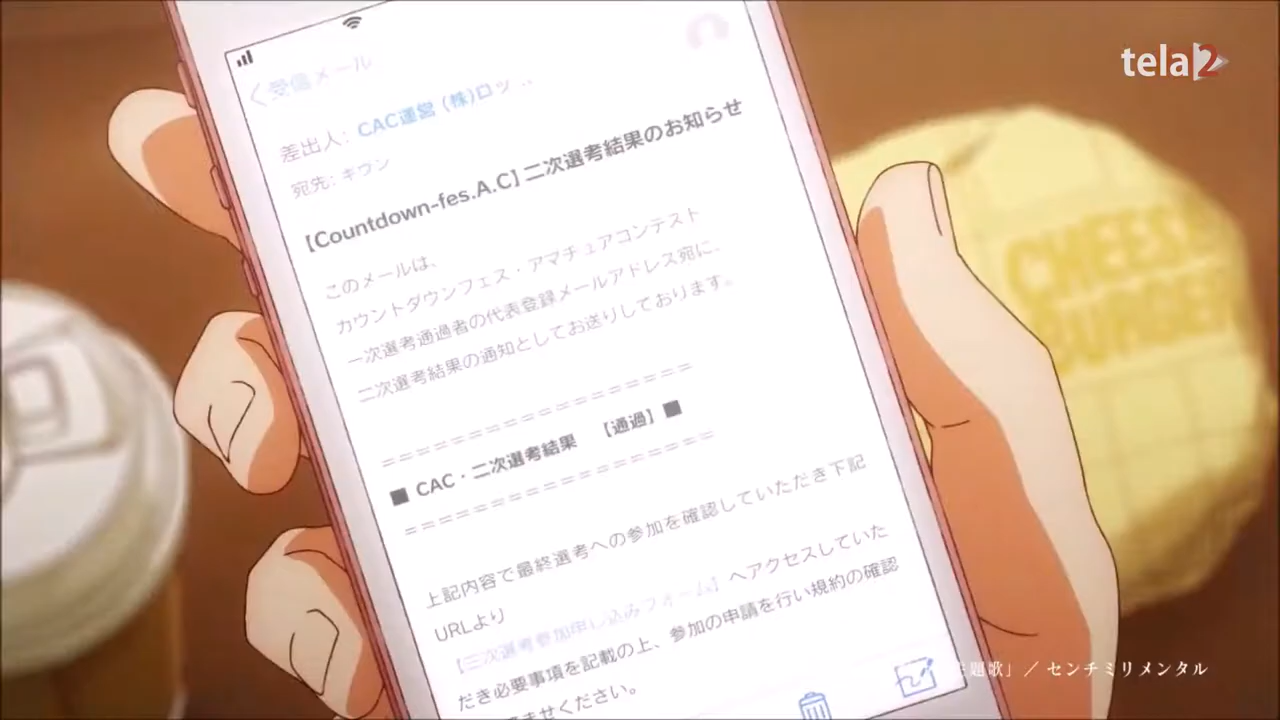 tela2
く受信メール
差出人: CAC運営 (株)ロッ…
宛先: ギヴン
【Countdown-fes.A.C】二次選考結果のお知らせ
このメールは、
カウントダウンフェス・アマチュアコンテスト
一次選考通過者の代表登録メールアドレス宛に、
二次選考結果の通知としてお送りしております。
==================
■ CAC・二次選考結果 【通過】■
==================
上記内容で最終選考への参加を確認していただき下記
URLより
【三次選考参加申し込みフォーム】へアクセスしていた
だき必要事項を記載の上、参加の申請を行い規約の確認
ませください。
CHEESE
BURGER
主題歌」／ センチミリメンタル